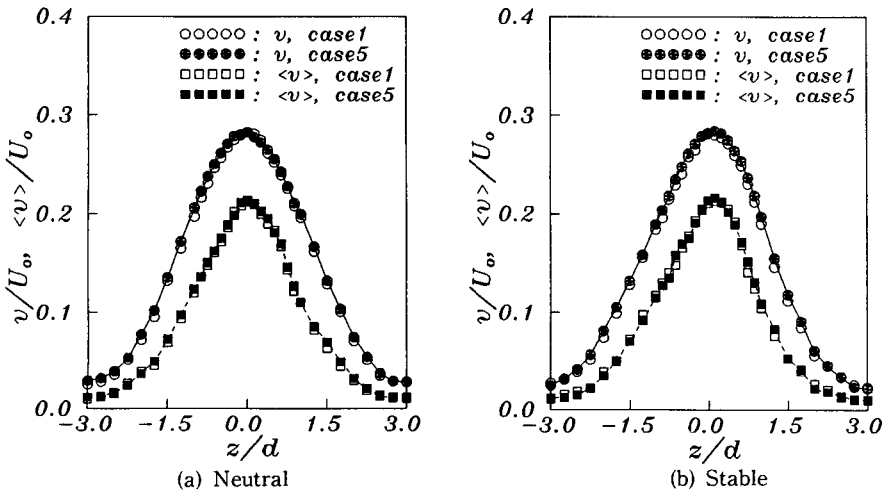 0.4
○○○○○ : v, case1
●●●●● : v, case5
□□□□□ : <v>, case1
■■■■■ : <v>, case5
0.3
0.2
0.1
0.0
v/Uo, <v>/Uo
−3.0 −1.5 0.0 1.5 3.0
z/d
(a) Neutral
0.4
○○○○○ : v, case1
●●●●● : v, case5
□□□□□ : <v>, case1
■■■■■ : <v>, case5
0.3
0.2
0.1
0.0
v/Uo, <v>/Uo
−3.0 −1.5 0.0 1.5 3.0
z/d
(b) Stable